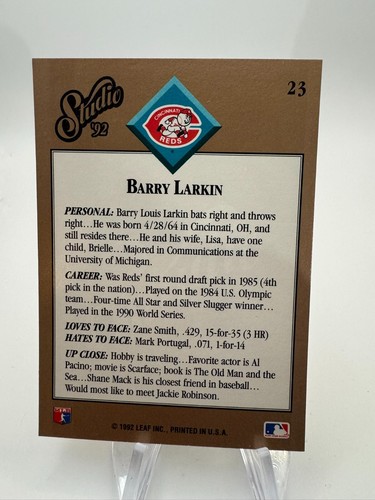 Studio
'92
23
CINCINNATI
REDS
BARRY LARKIN
PERSONAL: Barry Louis Larkin bats right and throws
right...He was born 4/28/64 in Cincinnati, OH, and
still resides there...He and his wife, Lisa, have one
child, Brielle...Majored in Communications at the
University of Michigan.
CAREER: Was Reds' first round draft pick in 1985 (4th
pick in the nation)...Played on the 1984 U.S. Olympic
team...Four-time All Star and Silver Slugger winner...
Played in the 1990 World Series.
LOVES TO FACE: Zane Smith, .429, 15-for-35 (3 HR)
HATES TO FACE: Mark Portugal, .071, 1-for-14
UP CLOSE: Hobby is traveling...Favorite actor is Al
Pacino; movie is Scarface; book is The Old Man and the
Sea...Shane Mack is his closest friend in baseball...
Would most like to meet Jackie Robinson.
© 1992 LEAF INC., PRINTED IN U.S.A.